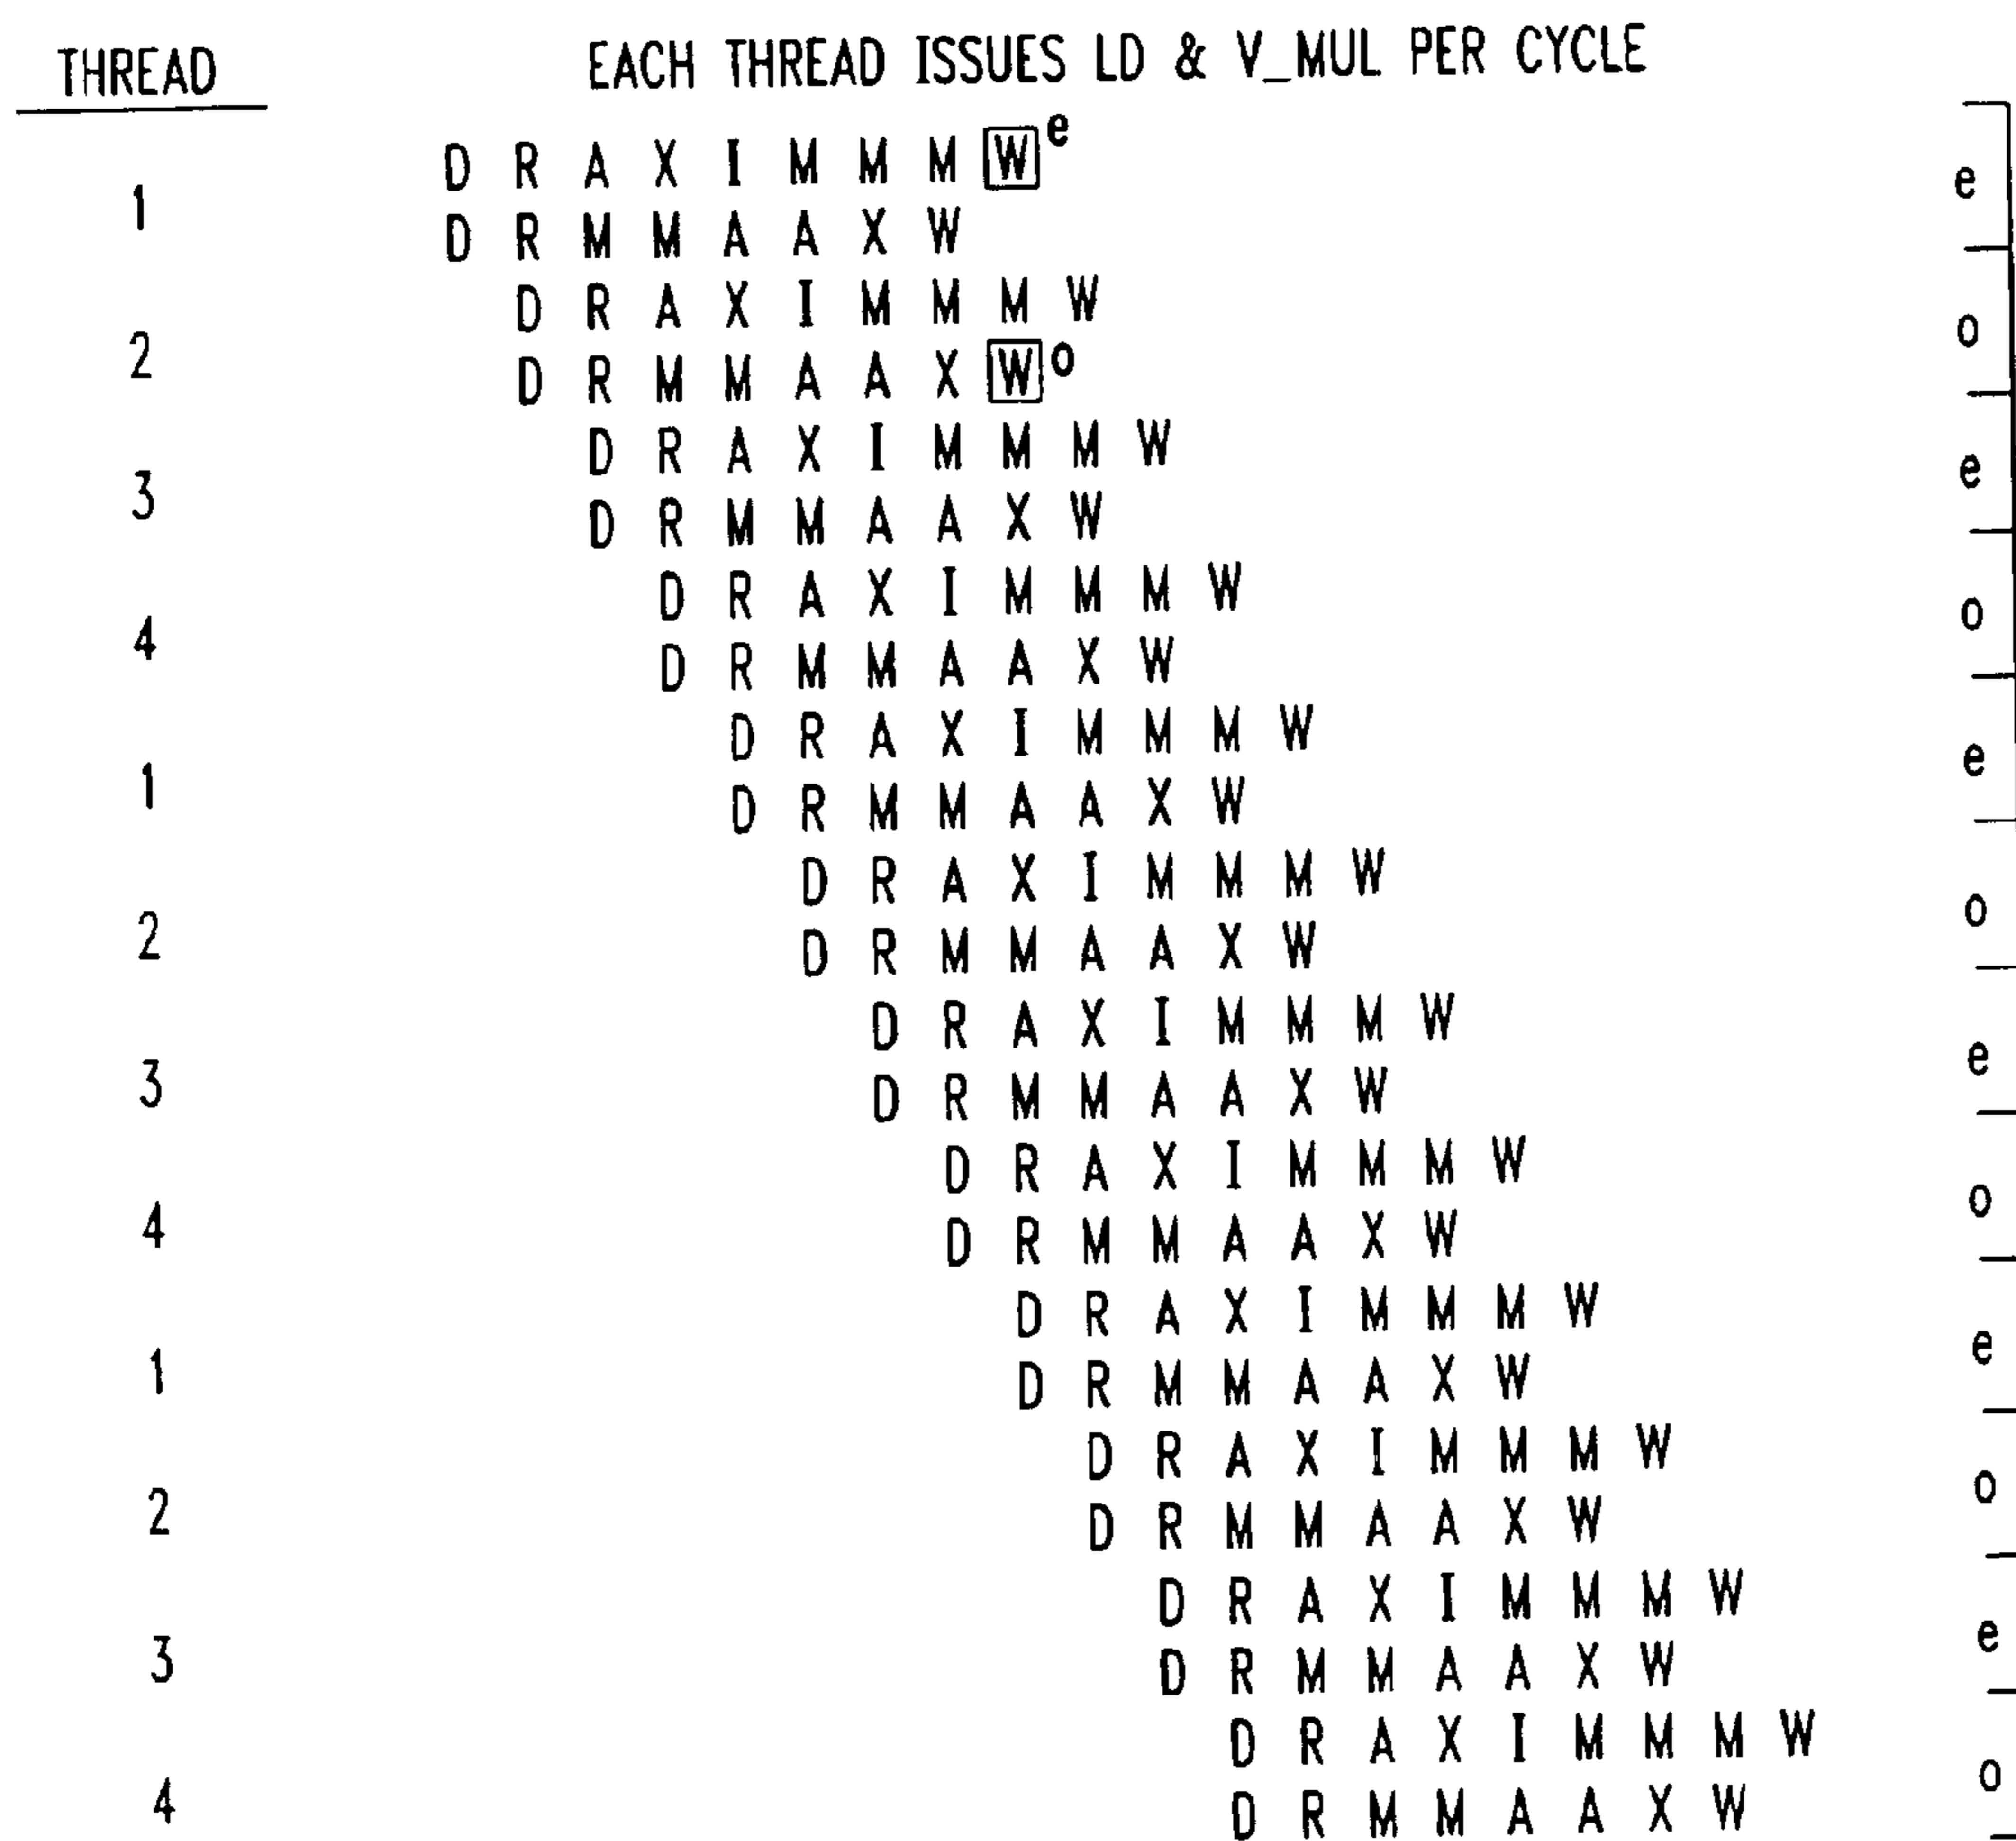 THREAD EACH THREAD ISSUES LD & V_MUL PER CYCLE
D R A X I M M M W e
1 e
D R M M A A X W
D R A X I M M M W
2 o
D R M M A A X W o
D R A X I M M M W
3 e
D R M M A A X W
D R A X I M M M W
4 o
D R M M A A X W
D R A X I M M M W
1 e
D R M M A A X W
D R A X I M M M W
2 o
D R M M A A X W
D R A X I M M M W
3 e
D R M M A A X W
D R A X I M M M W
4 o
D R M M A A X W
D R A X I M M M W
1 e
D R M M A A X W
D R A X I M M M W
2 o
D R M M A A X W
D R A X I M M M W
3 e
D R M M A A X W
D R A X I M M M W
4 o
D R M M A A X W